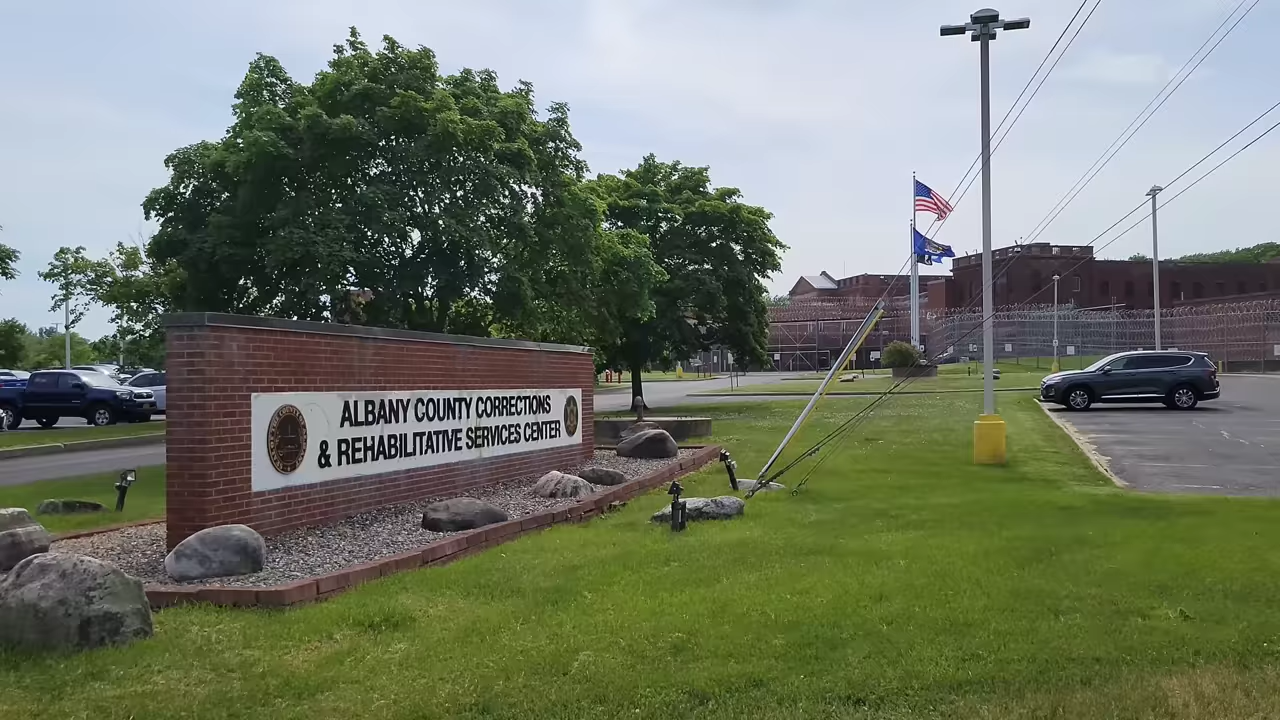 ALBANY COUNTY CORRECTIONS
& REHABILITATIVE SERVICES CENTER